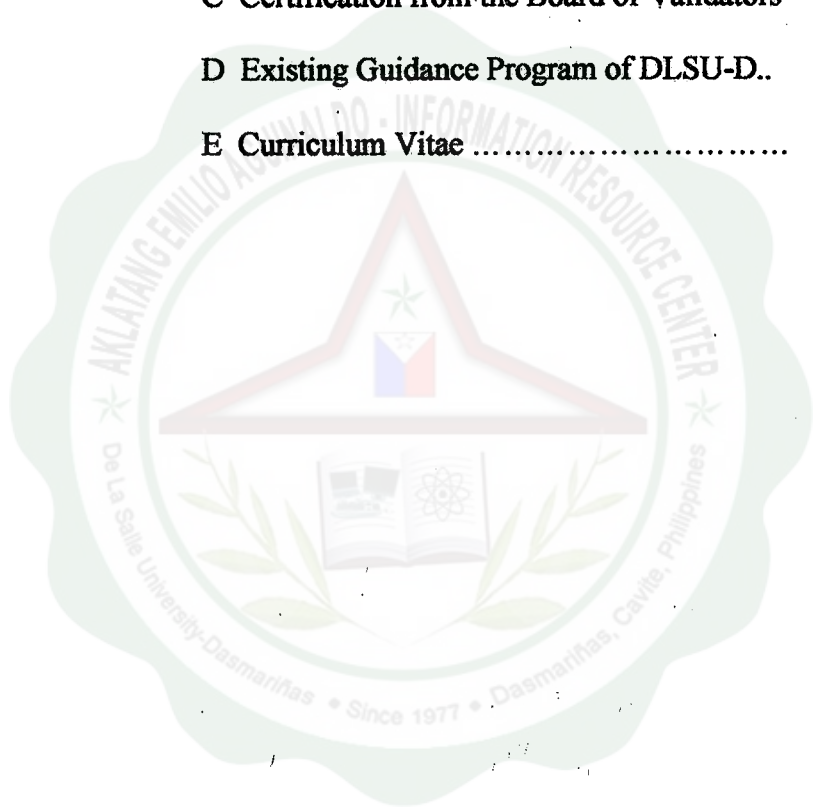 C Certification from the Board of Validators
D Existing Guidance Program of DLSU-D..
E Curriculum Vitae ................................
AKLATANG EMILIO AGUINALDO - INFORMATION RESOURCE CENTER
De La Salle University-Dasmariñas • Since 1977 • Dasmariñas, Cavite, Philippines